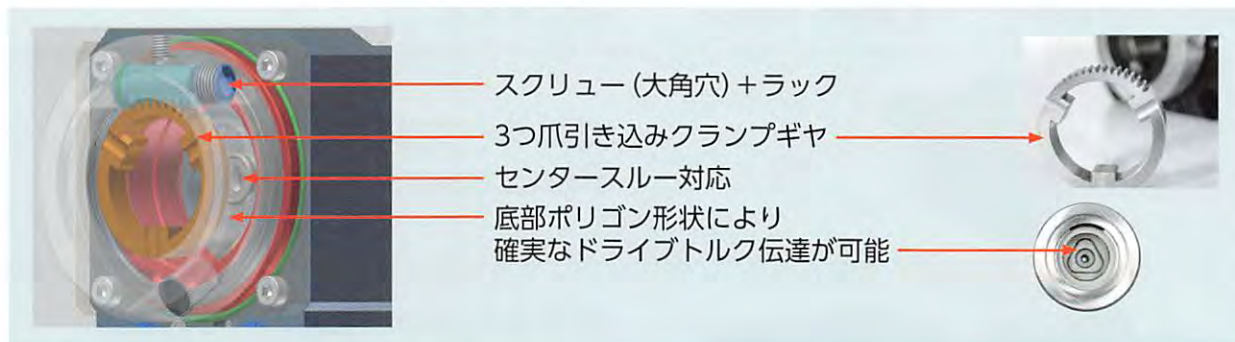 スクリュー（大角穴）＋ラック
3つ爪引き込みクランプギヤ
センタースルー対応
底部ポリゴン形状により
確実なドライブトルク伝達が可能